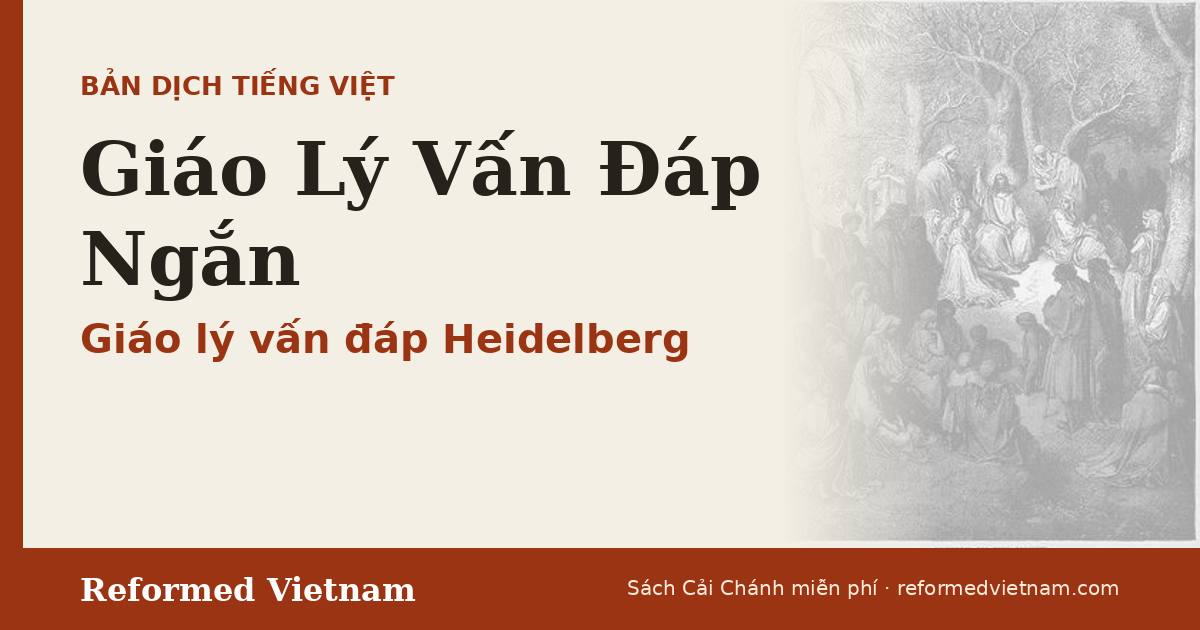 BẢN DỊCH TIẾNG VIỆT
Giáo Lý Vấn Đáp
Ngắn
Giáo lý vấn đáp Heidelberg
Reformed Vietnam
Sách Cải Chánh miễn phí · reformedvietnam.com